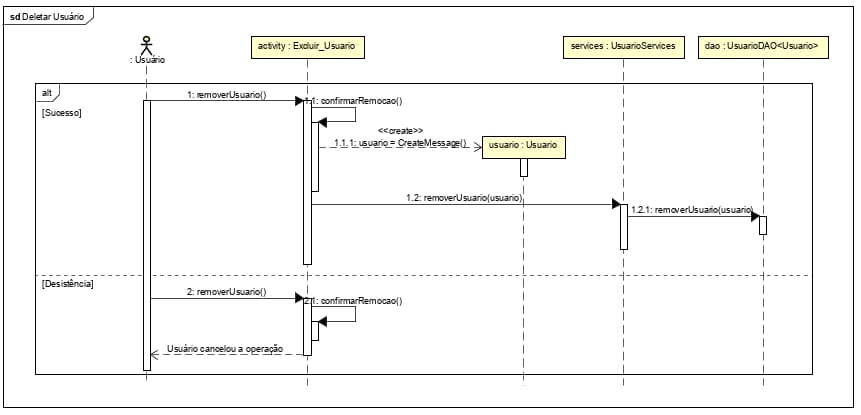 sd Deletar Usuário
: Usuário
activity : Excluir_Usuario
services : UsuarioServices
dao : UsuarioDAO<Usuario>
alt
[Sucesso]
1: removerUsuario()
1.1: confirmarRemocao()
<<create>>
1.1.1: usuario = CreateMessage()
usuario : Usuario
1.2: removerUsuario(usuario)
1.2.1: removerUsuario(usuario)
[Desistência]
2: removerUsuario()
2.1: confirmarRemocao()
Usuário cancelou a operação